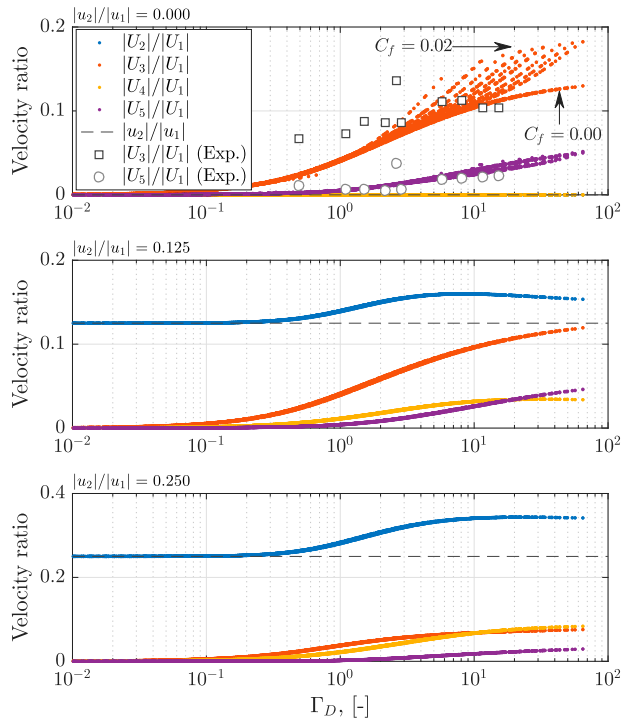 |u₂|/|u₁| = 0.000
|U₂|/|U₁|
|U₃|/|U₁|
|U₄|/|U₁|
|U₅|/|U₁|
|u₂|/|u₁|
|U₃|/|U₁| (Exp.)
|U₅|/|U₁| (Exp.)
C_f = 0.02
C_f = 0.00
Velocity ratio
0.2
0.1
0
10⁻² 10⁻¹ 10⁰ 10¹ 10²
|u₂|/|u₁| = 0.125
Velocity ratio
0.2
0.1
0
10⁻² 10⁻¹ 10⁰ 10¹ 10²
|u₂|/|u₁| = 0.250
Velocity ratio
0.4
0.2
0
10⁻² 10⁻¹ 10⁰ 10¹ 10²
Γ_D, [-]